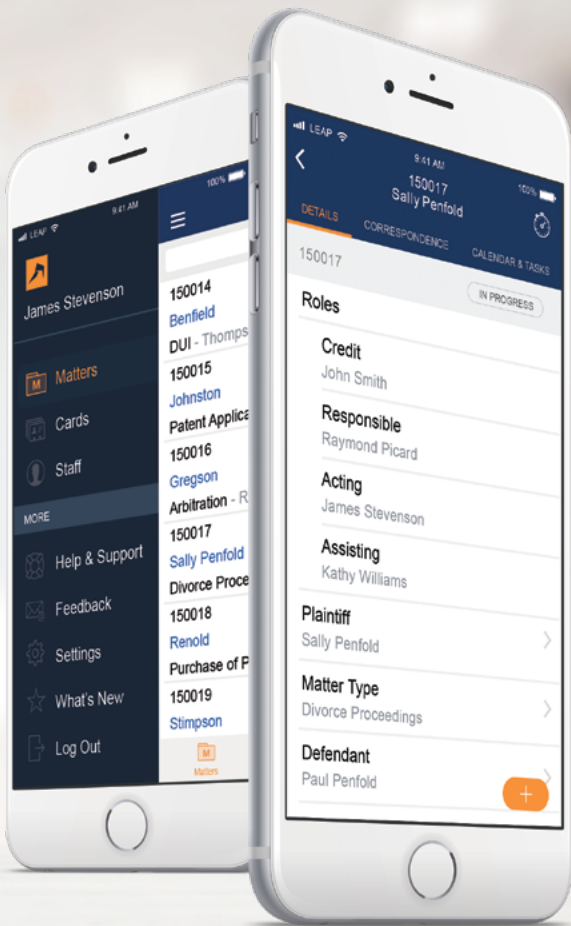 LEAP
9:41 AM
100%
James Stevenson
M
Matters
Cards
Staff
MORE
Help & Support
Feedback
Settings
What's New
Log Out
150014
Benfield
DUI - Thomps
150015
Johnston
Patent Applica
150016
Gregson
Arbitration - R
150017
Sally Penfold
Divorce Proce
150018
Renold
Purchase of P
150019
Stimpson
M
Matters
LEAP
9:41 AM
100%
150017
Sally Penfold
DETAILS
CORRESPONDENCE
CALENDAR & TASKS
150017
IN PROGRESS
Roles
Credit
John Smith
Responsible
Raymond Picard
Acting
James Stevenson
Assisting
Kathy Williams
Plaintiff
Sally Penfold
Matter Type
Divorce Proceedings
Defendant
Paul Penfold
+